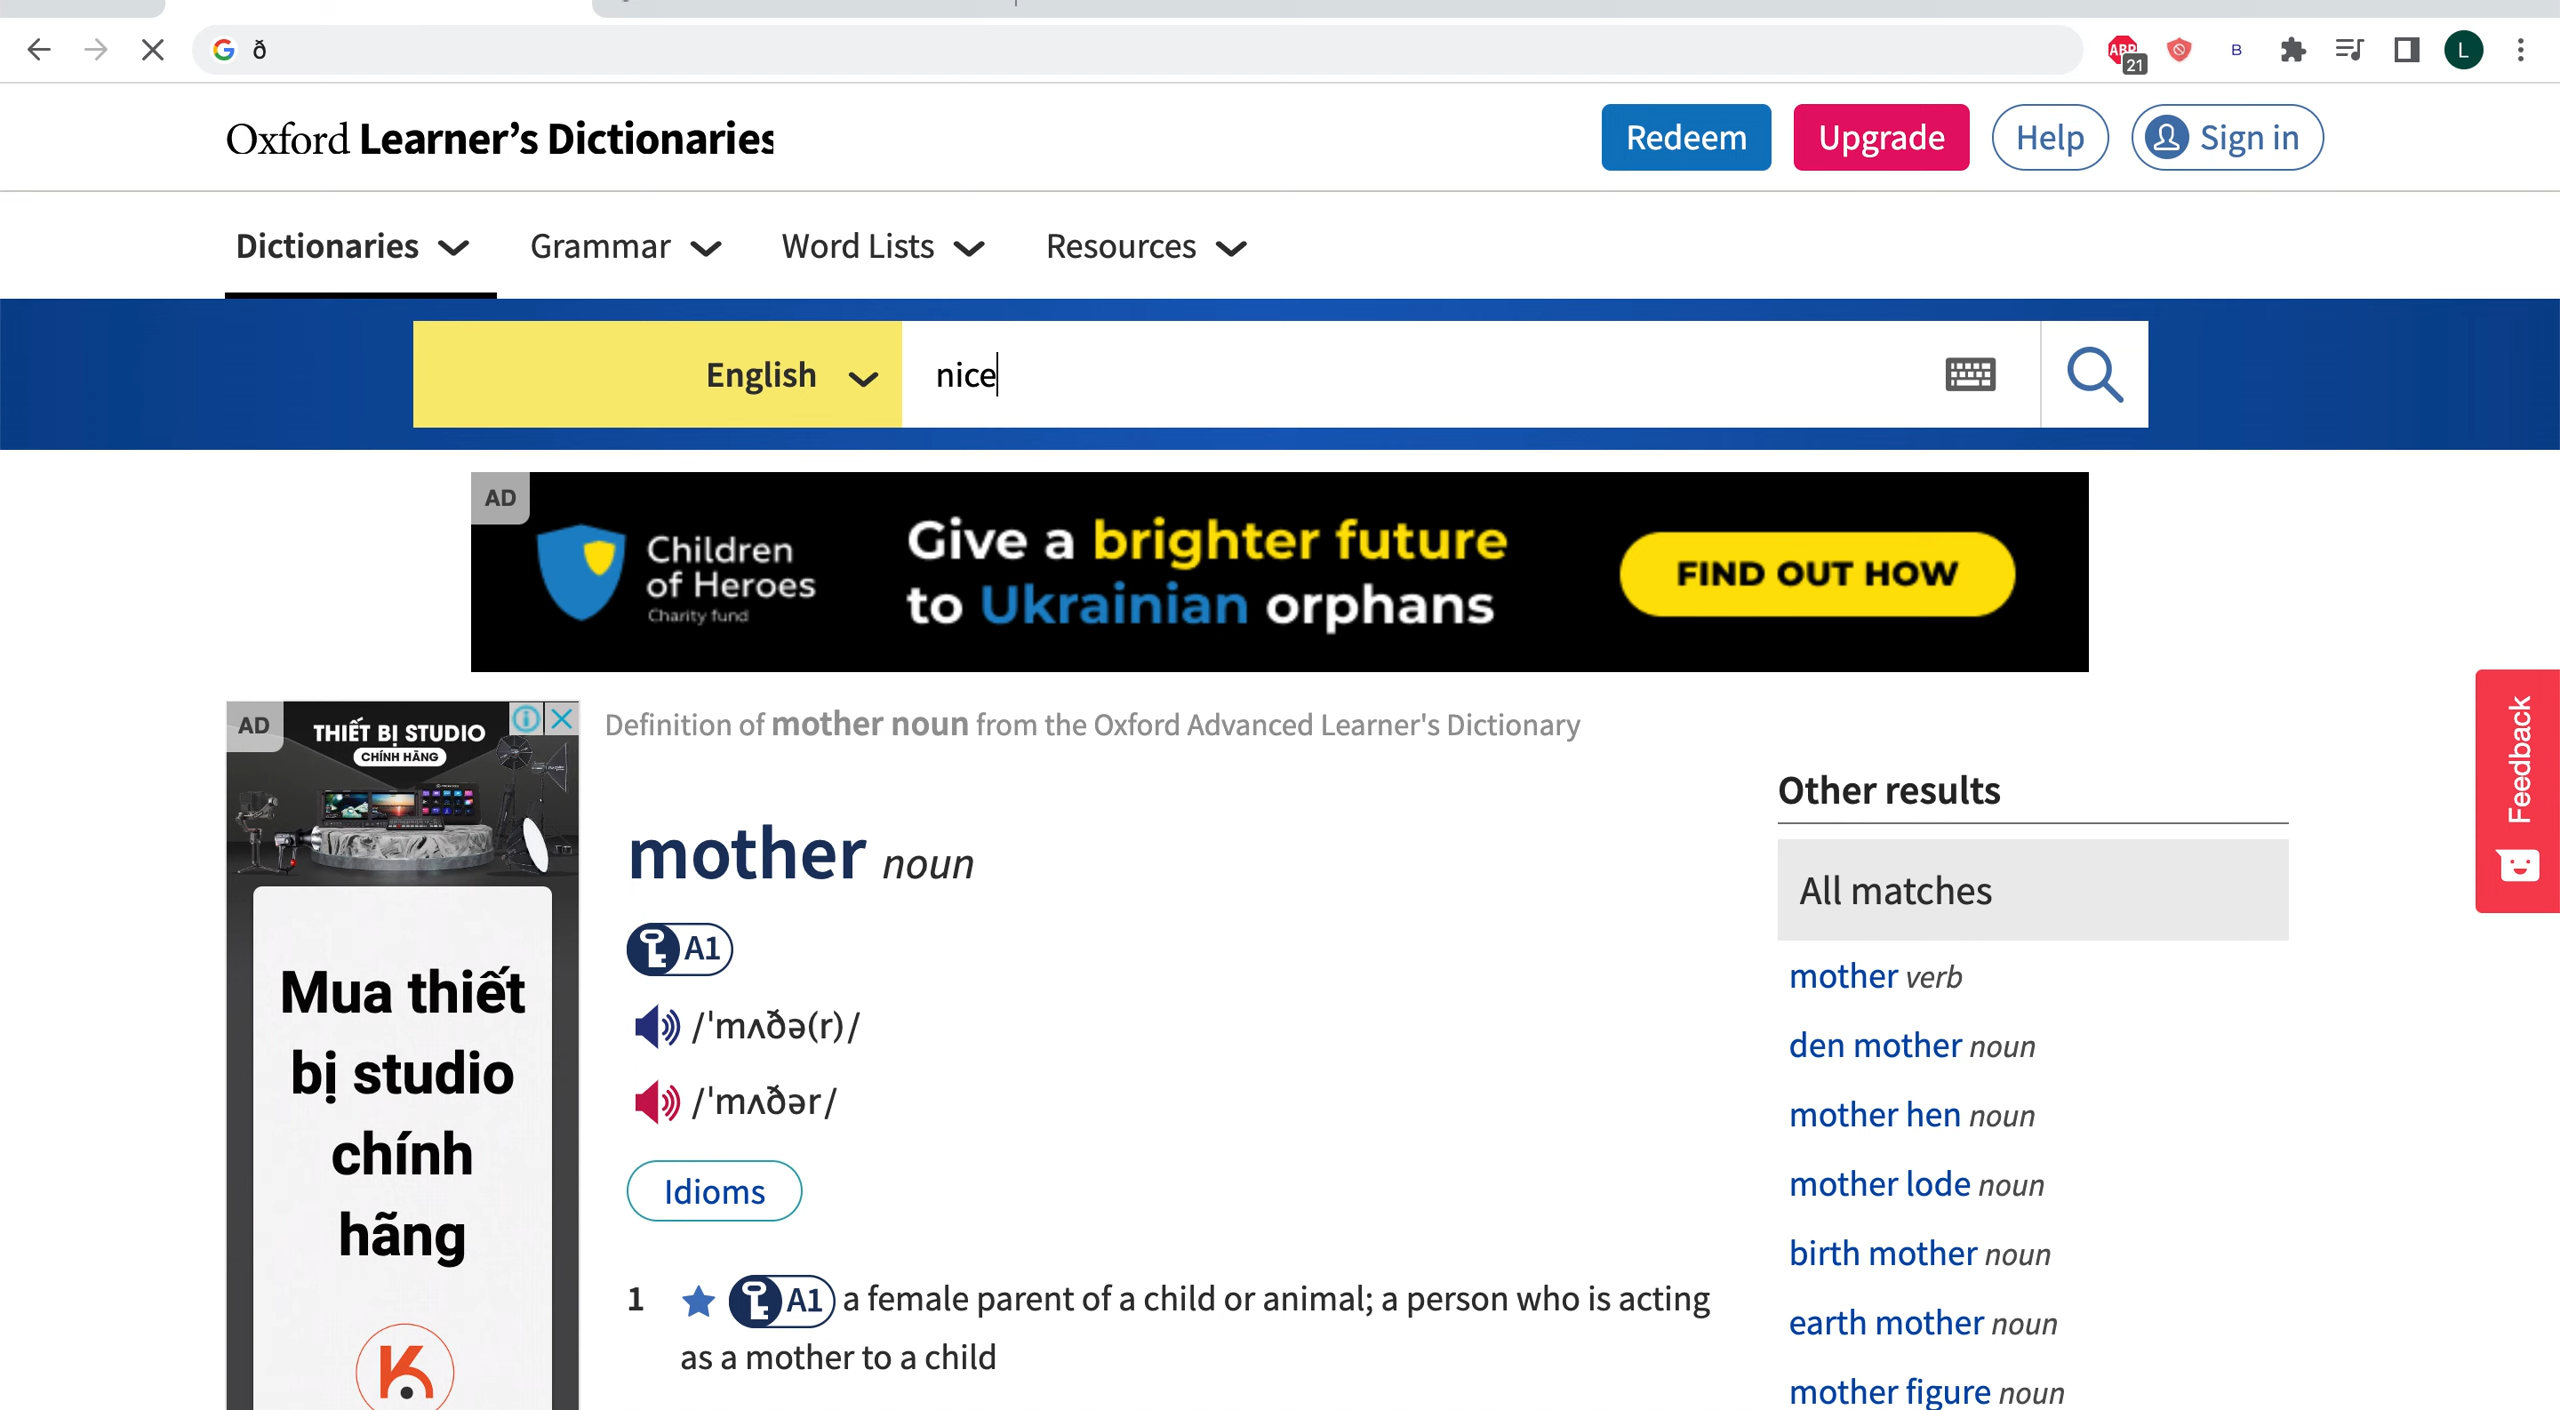 ð
ABP
21
B
L
Oxford Learner's Dictionaries
Redeem
Upgrade
Help
Sign in
Dictionaries
Grammar
Word Lists
Resources
English
nice
AD
Children
of Heroes
Charity fund
Give a brighter future
to Ukrainian orphans
FIND OUT HOW
Feedback
AD
THIẾT BỊ STUDIO
CHÍNH HÃNG
Mua thiết
bị studio
chính
hãng
Definition of mother noun from the Oxford Advanced Learner's Dictionary
mother noun
A1
/ˈmʌðə(r)/
/ˈmʌðər/
Idioms
1 A1 a female parent of a child or animal; a person who is acting
as a mother to a child
Other results
All matches
mother verb
den mother noun
mother hen noun
mother lode noun
birth mother noun
earth mother noun
mother figure noun